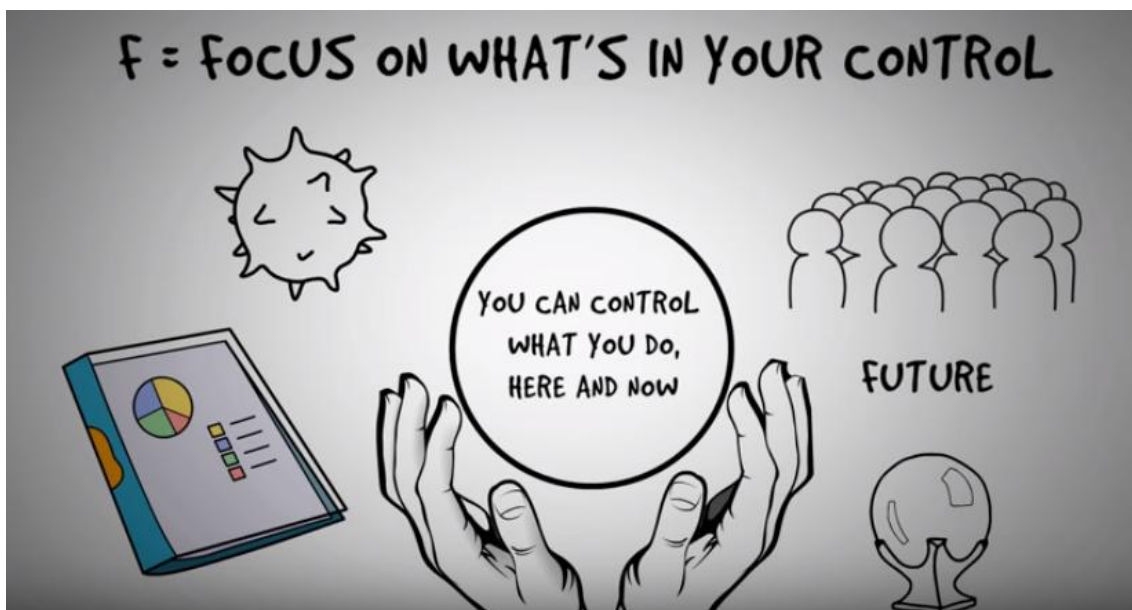 F = FOCUS ON WHAT'S IN YOUR CONTROL
YOU CAN CONTROL
WHAT YOU DO,
HERE AND NOW
FUTURE